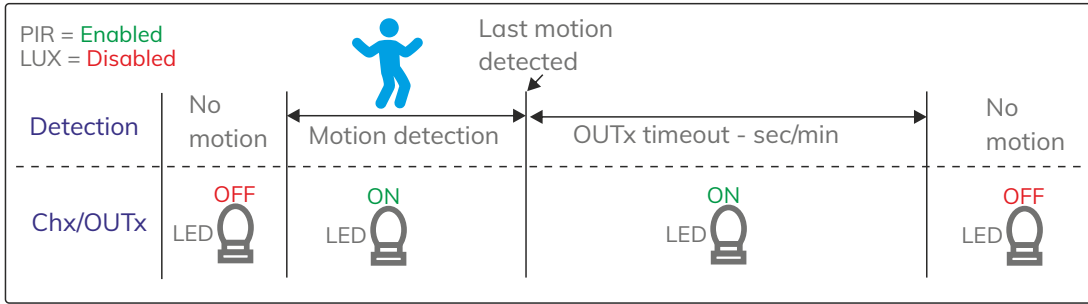 PIR = Enabled
LUX = Disabled
Last motion
detected
Detection
No
motion
Motion detection
OUTx timeout - sec/min
No
motion
Chx/OUTx
OFF
LED
ON
LED
ON
LED
OFF
LED